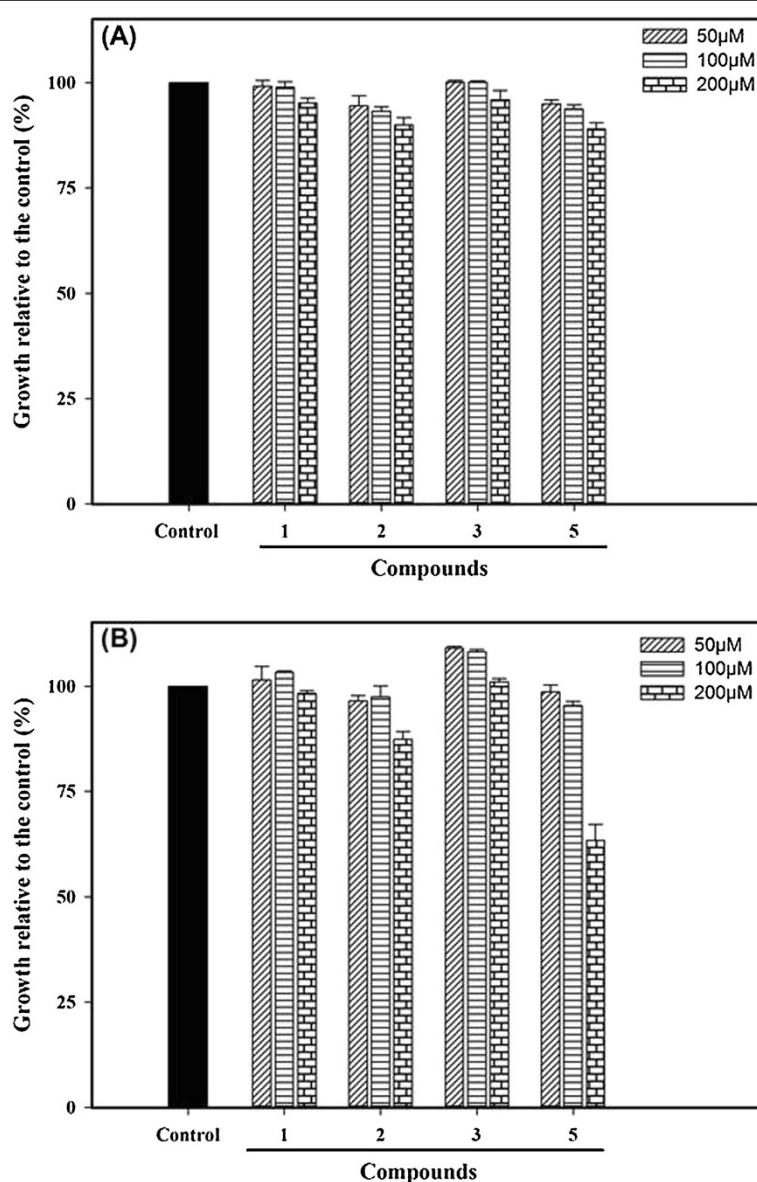 (A)
50µM
100µM
200µM
Growth relative to the control (%)
100
75
50
25
0
Control 1 2 3 5
Compounds
(B)
50µM
100µM
200µM
Growth relative to the control (%)
100
75
50
25
0
Control 1 2 3 5
Compounds